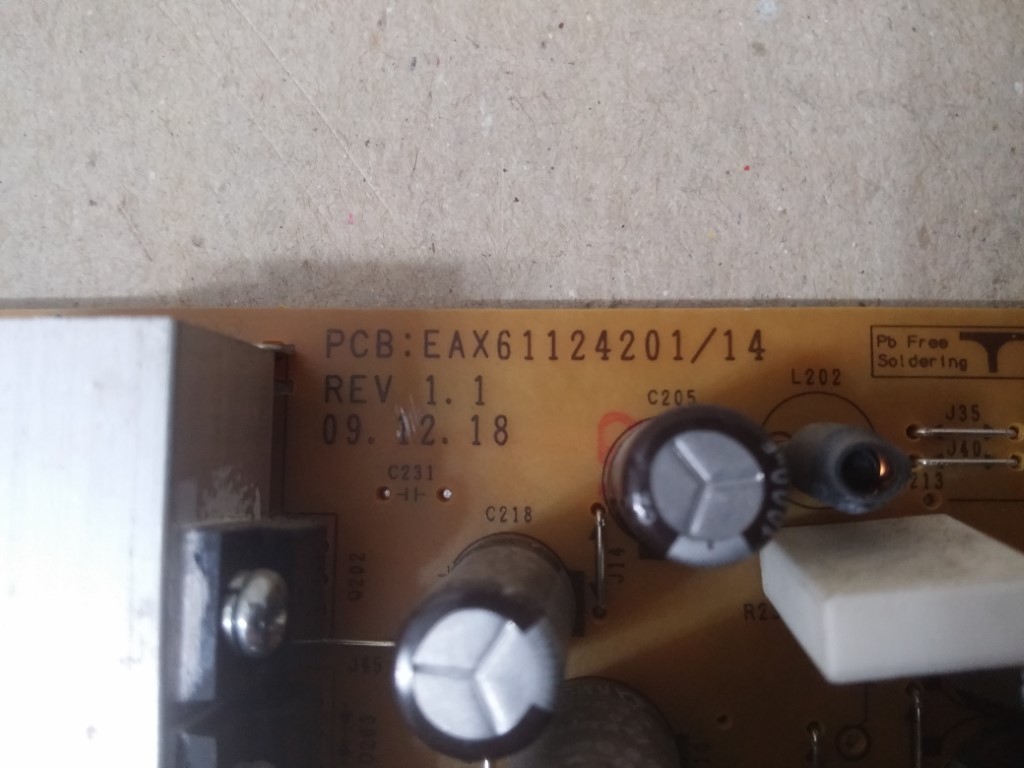 PCB:EAX61124201/14
REV 1.1
09.12.18
Pb Free
Soldering
L202
C205
J35
J40
C231
C218
J14
Q202